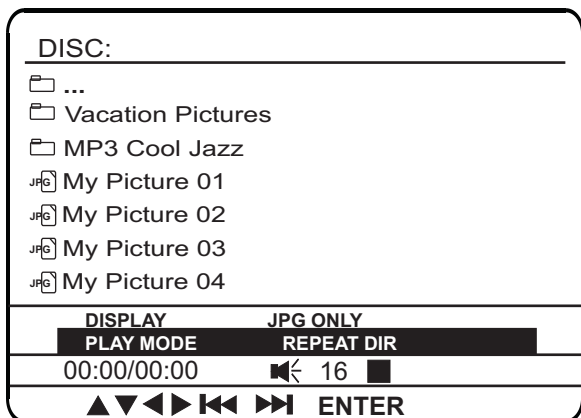 DISC:
...
Vacation Pictures
MP3 Cool Jazz
JPG My Picture 01
JPG My Picture 02
JPG My Picture 03
JPG My Picture 04
DISPLAY JPG ONLY
PLAY MODE REPEAT DIR
00:00/00:00 16
ENTER